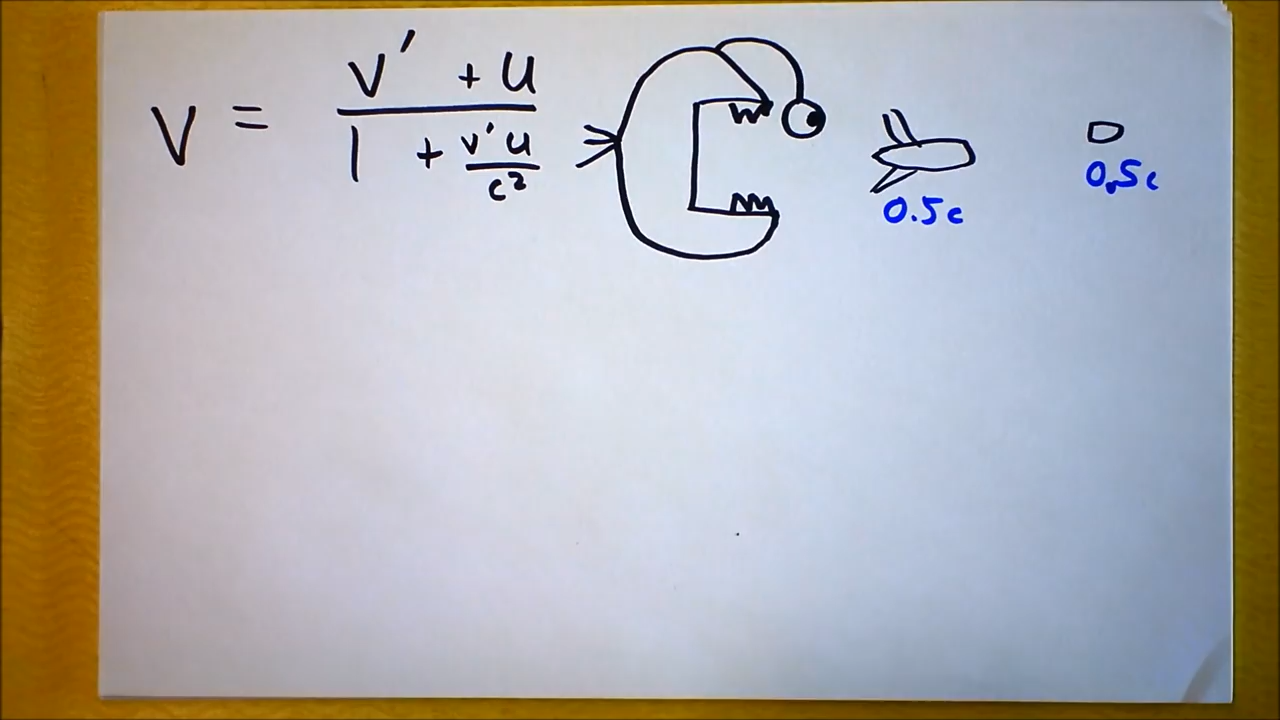 V = (v′ + u) / (1 + v′u/c²)
0.5c
0.5c